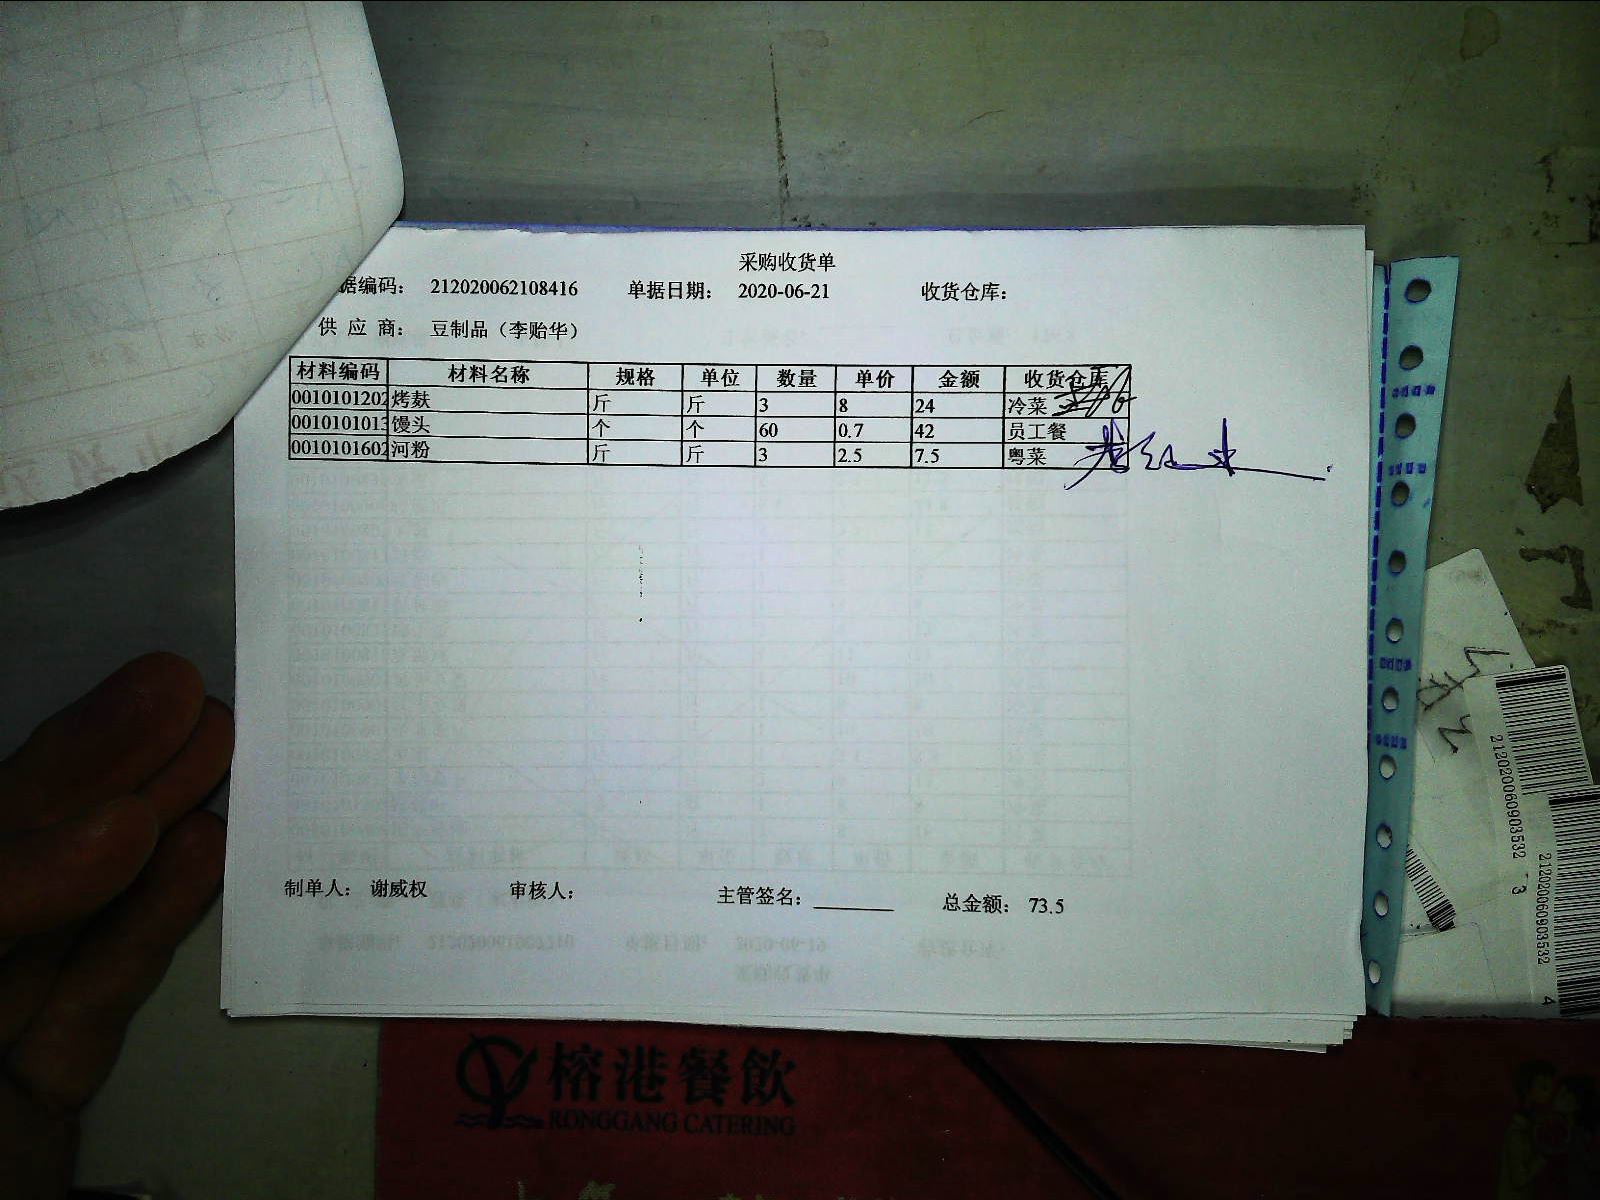 采购收货单
据编码： 212020062108416 单据日期： 2020-06-21 收货仓库：
供 应 商： 豆制品（李贻华）
材料编码 材料名称 规格 单位 数量 单价 金额 收货仓库
0010101202 烤麸 斤 斤 3 8 24 冷菜
0010101013 馒头 个 个 60 0.7 42 员工餐
0010101602 河粉 斤 斤 3 2.5 7.5 粤菜
制单人： 谢威权 审核人： 主管签名： 总金额： 73.5
榕港餐飲
RONGGANG CATERING
212020060903532 3
212020060903532 4